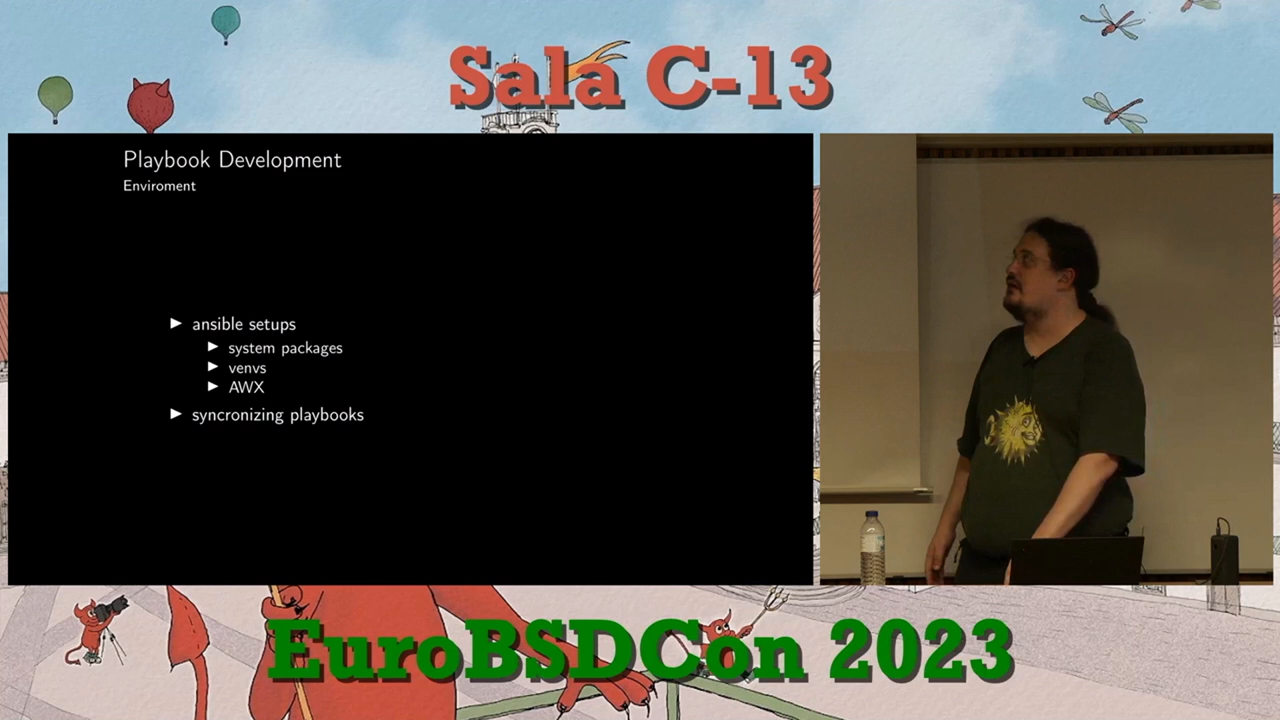 Sala C-13
Playbook Development
Enviroment
ansible setups
system packages
venvs
AWX
syncronizing playbooks
EuroBSDCon 2023